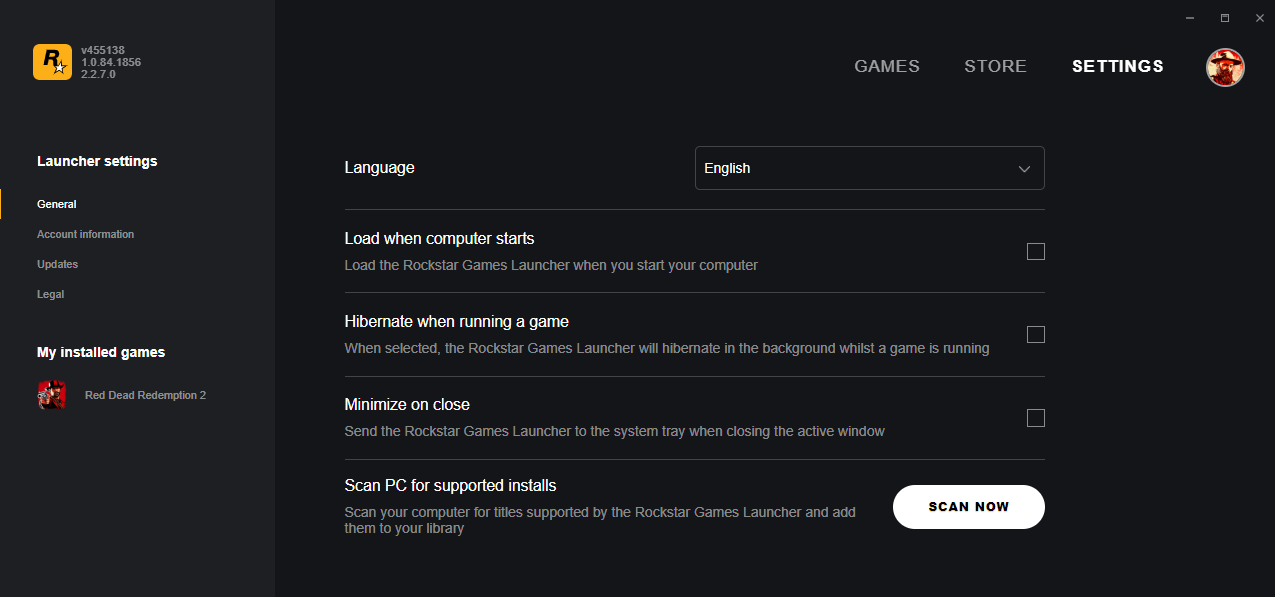 v455138
1.0.84.1856
2.2.7.0
GAMES
STORE
SETTINGS
Launcher settings
General
Account information
Updates
Legal
My installed games
Red Dead Redemption 2
Language
English
Load when computer starts
Load the Rockstar Games Launcher when you start your computer
Hibernate when running a game
When selected, the Rockstar Games Launcher will hibernate in the background whilst a game is running
Minimize on close
Send the Rockstar Games Launcher to the system tray when closing the active window
Scan PC for supported installs
Scan your computer for titles supported by the Rockstar Games Launcher and add
them to your library
SCAN NOW